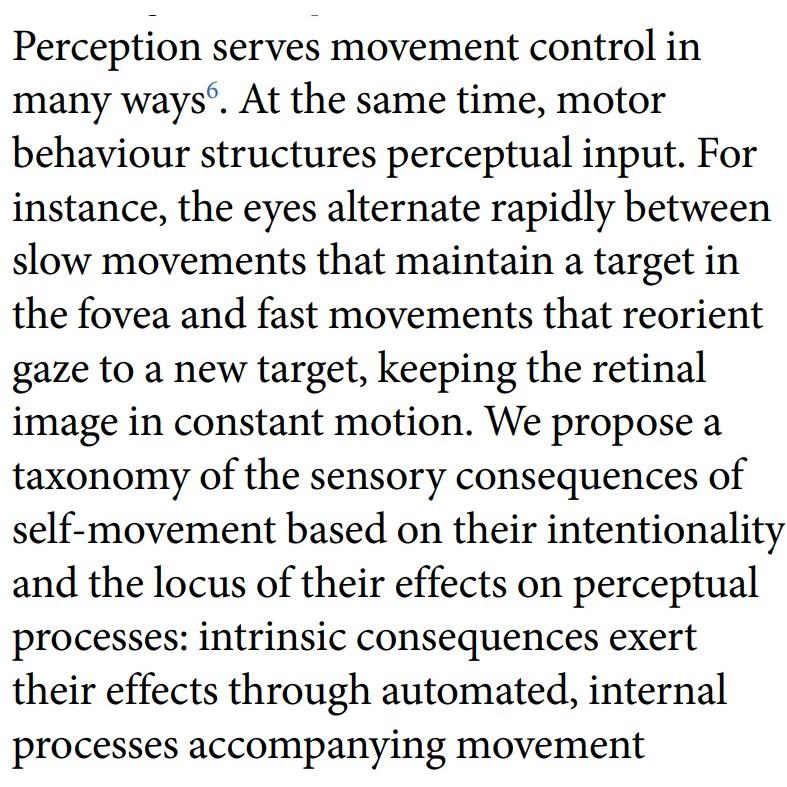 Perception serves movement control in
many ways6. At the same time, motor
behaviour structures perceptual input. For
instance, the eyes alternate rapidly between
slow movements that maintain a target in
the fovea and fast movements that reorient
gaze to a new target, keeping the retinal
image in constant motion. We propose a
taxonomy of the sensory consequences of
self-movement based on their intentionality
and the locus of their effects on perceptual
processes: intrinsic consequences exert
their effects through automated, internal
processes accompanying movement